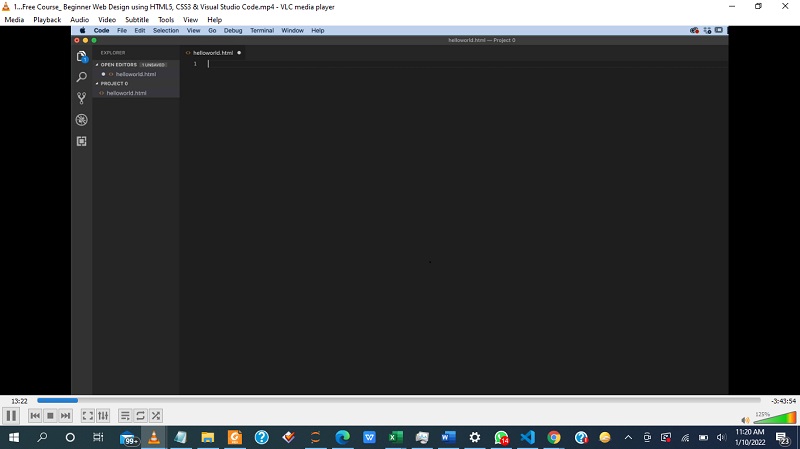 1...Free Course_ Beginner Web Design using HTML5, CSS3 & Visual Studio Code.mp4 - VLC media player
Media Playback Audio Video Subtitle Tools View Help
Code File Edit Selection View Go Debug Terminal Window Help
helloworld.html — Project 0
EXPLORER
helloworld.html
OPEN EDITORS 1 UNSAVED
helloworld.html
PROJECT 0
helloworld.html
1
1
13:22
-3:43:54
125%
99+
14
11:20 AM
1/10/2022
23